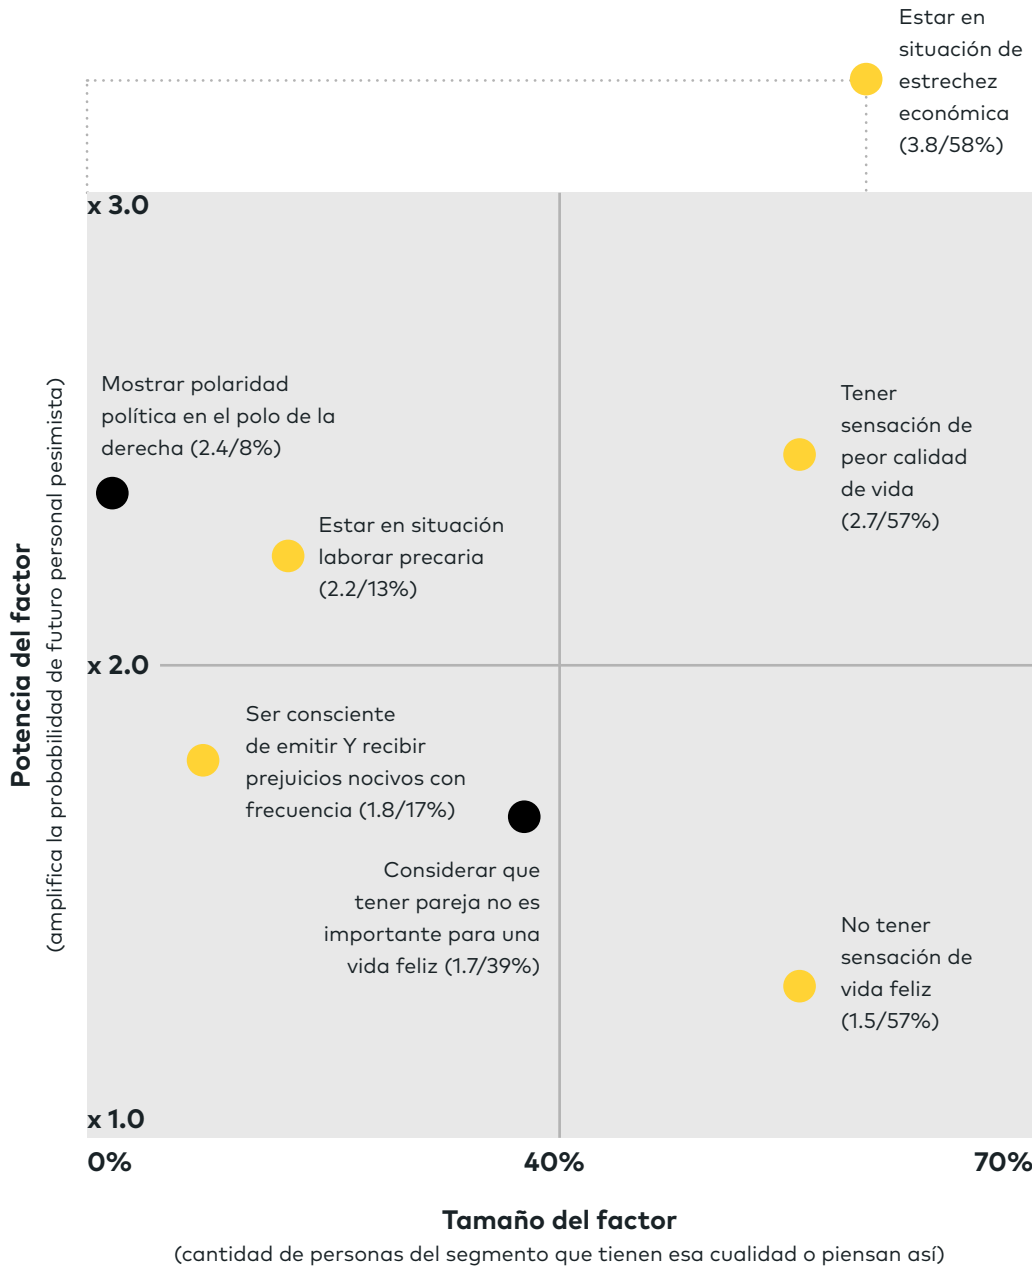 Estar en
situación de
estrechez
económica
(3.8/58%)
x 3.0
Mostrar polaridad
política en el polo de la
derecha (2.4/8%)
Tener
sensación de
peor calidad
de vida
(2.7/57%)
Estar en situación
laborar precaria
(2.2/13%)
Potencia del factor
(amplifica la probabilidad de futuro personal pesimista)
x 2.0
Ser consciente
de emitir Y recibir
prejuicios nocivos con
frecuencia (1.8/17%)
Considerar que
tener pareja no es
importante para una
vida feliz (1.7/39%)
No tener
sensación de
vida feliz
(1.5/57%)
x 1.0
0%
40%
70%
Tamaño del factor
(cantidad de personas del segmento que tienen esa cualidad o piensan así)